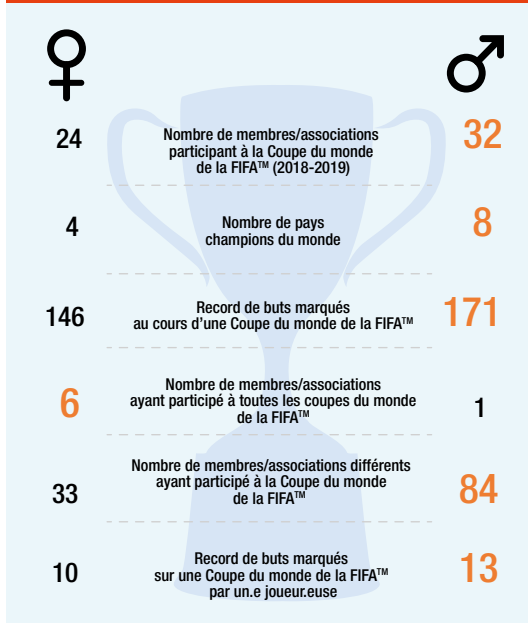 ♀ ♂
24 Nombre de membres/associations 32
participant à la Coupe du monde
de la FIFA™ (2018-2019)
4 Nombre de pays 8
champions du monde
146 Record de buts marqués 171
au cours d’une Coupe du monde de la FIFA™
6 Nombre de membres/associations 1
ayant participé à toutes les coupes du monde
de la FIFA™
33 Nombre de membres/associations différents 84
ayant participé à la Coupe du monde
de la FIFA™
10 Record de buts marqués 13
sur une Coupe du monde de la FIFA™
par un.e joueur.euse